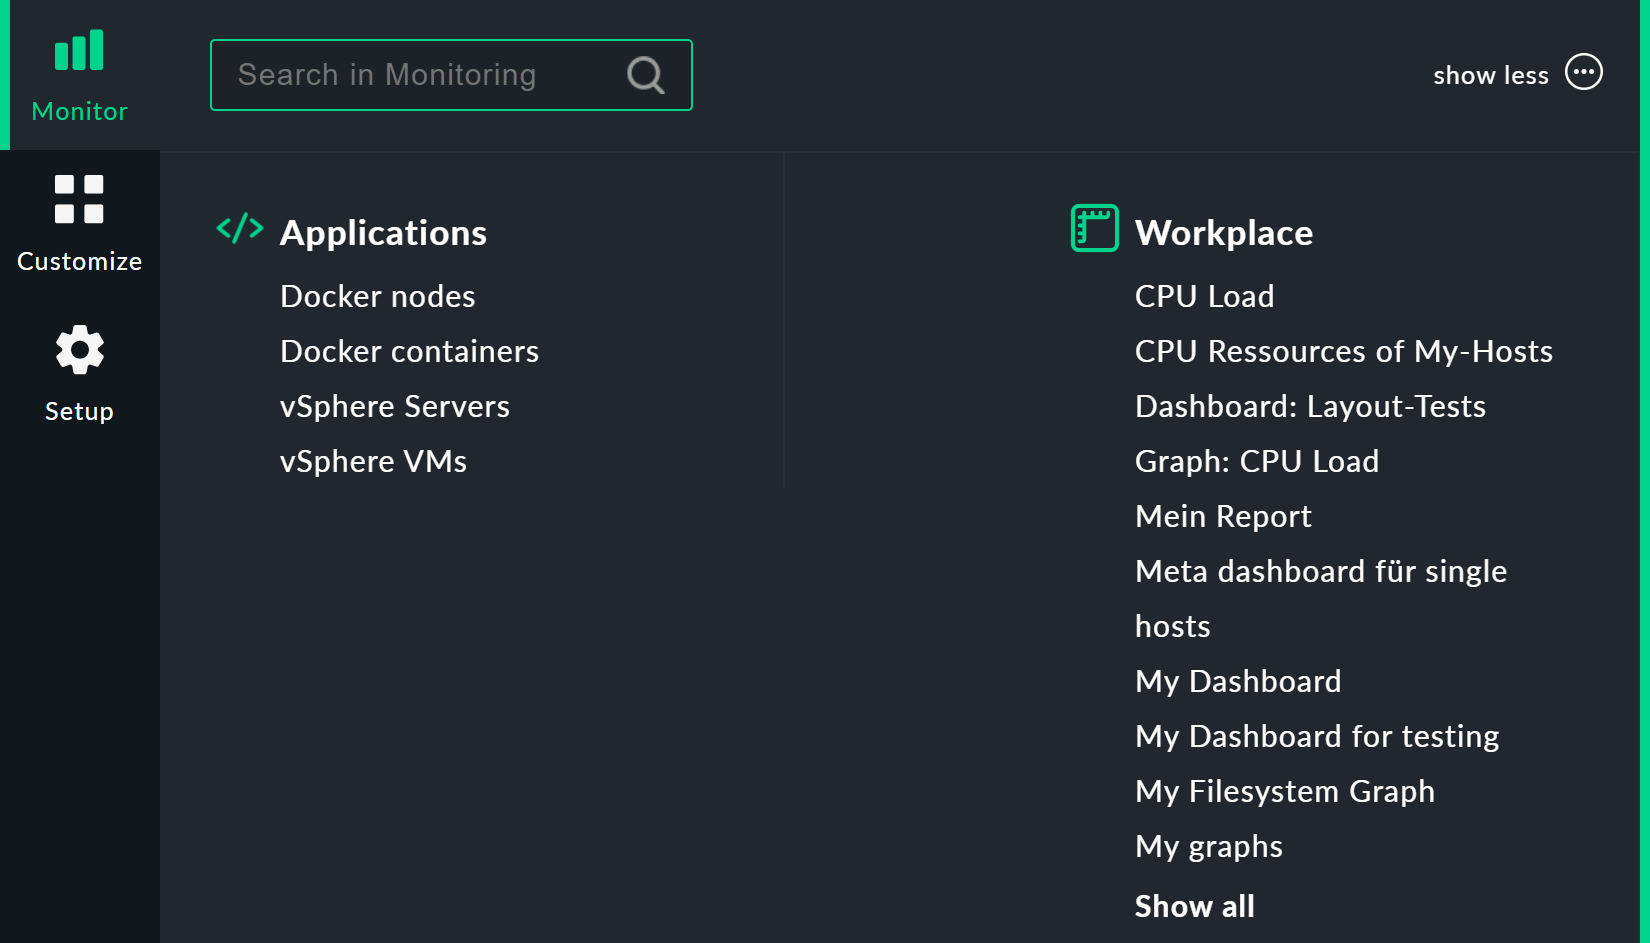 Monitor
Search in Monitoring
show less
Customize
Setup
Applications
Docker nodes
Docker containers
vSphere Servers
vSphere VMs
Workplace
CPU Load
CPU Ressources of My-Hosts
Dashboard: Layout-Tests
Graph: CPU Load
Mein Report
Meta dashboard für single
hosts
My Dashboard
My Dashboard for testing
My Filesystem Graph
My graphs
Show all